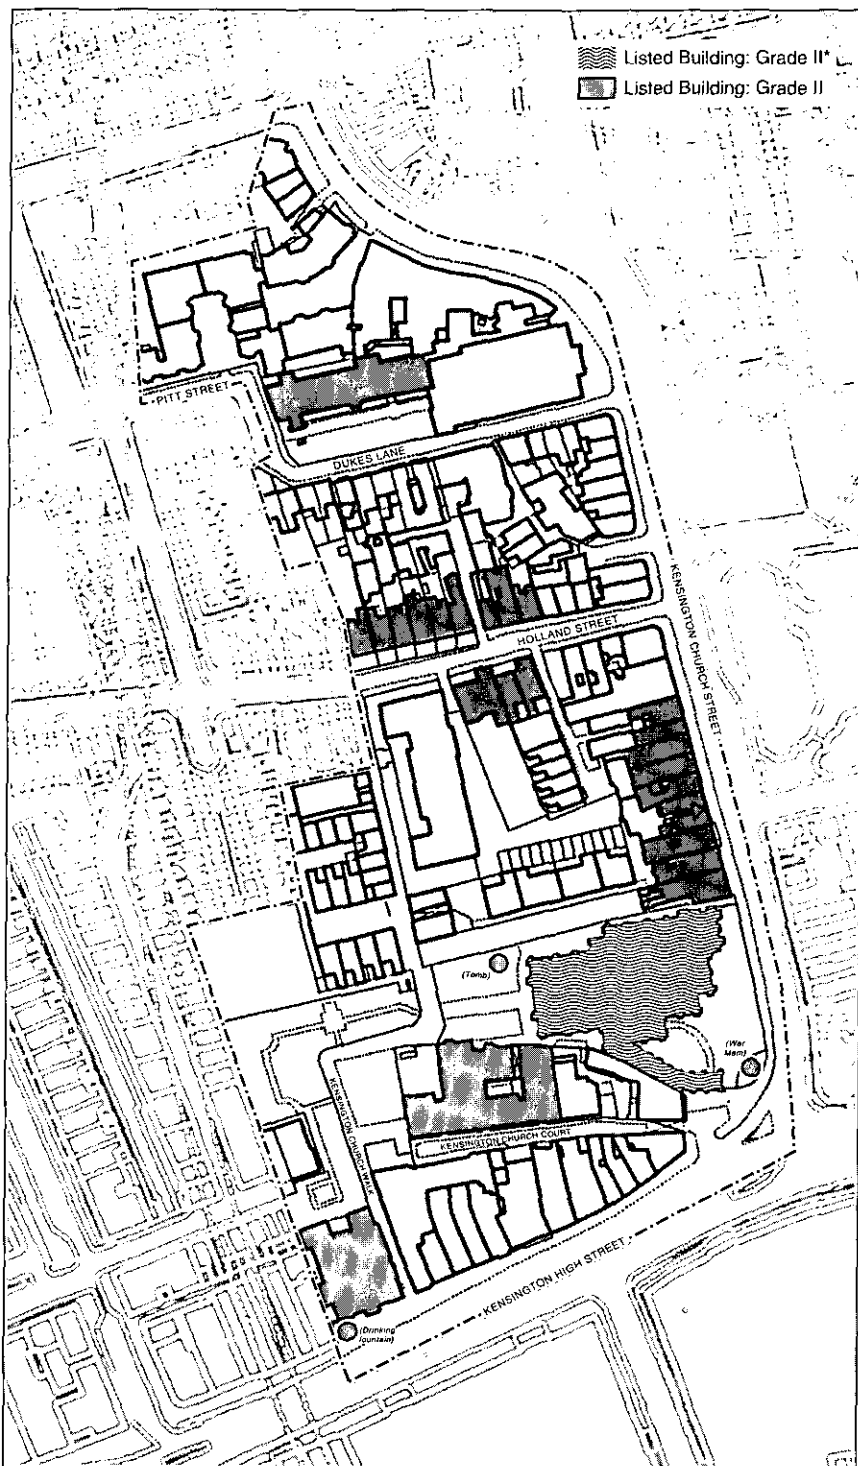 Listed Building: Grade II*
Listed Building: Grade II
PITT STREET
DUKES LANE
KENSINGTON CHURCH STREET
HOLLAND STREET
(Tomb)
(War
Mem)
KENSINGTON CHURCH WALK
KENSINGTON CHURCH COURT
KENSINGTON HIGH STREET
(Drinking
fountain)